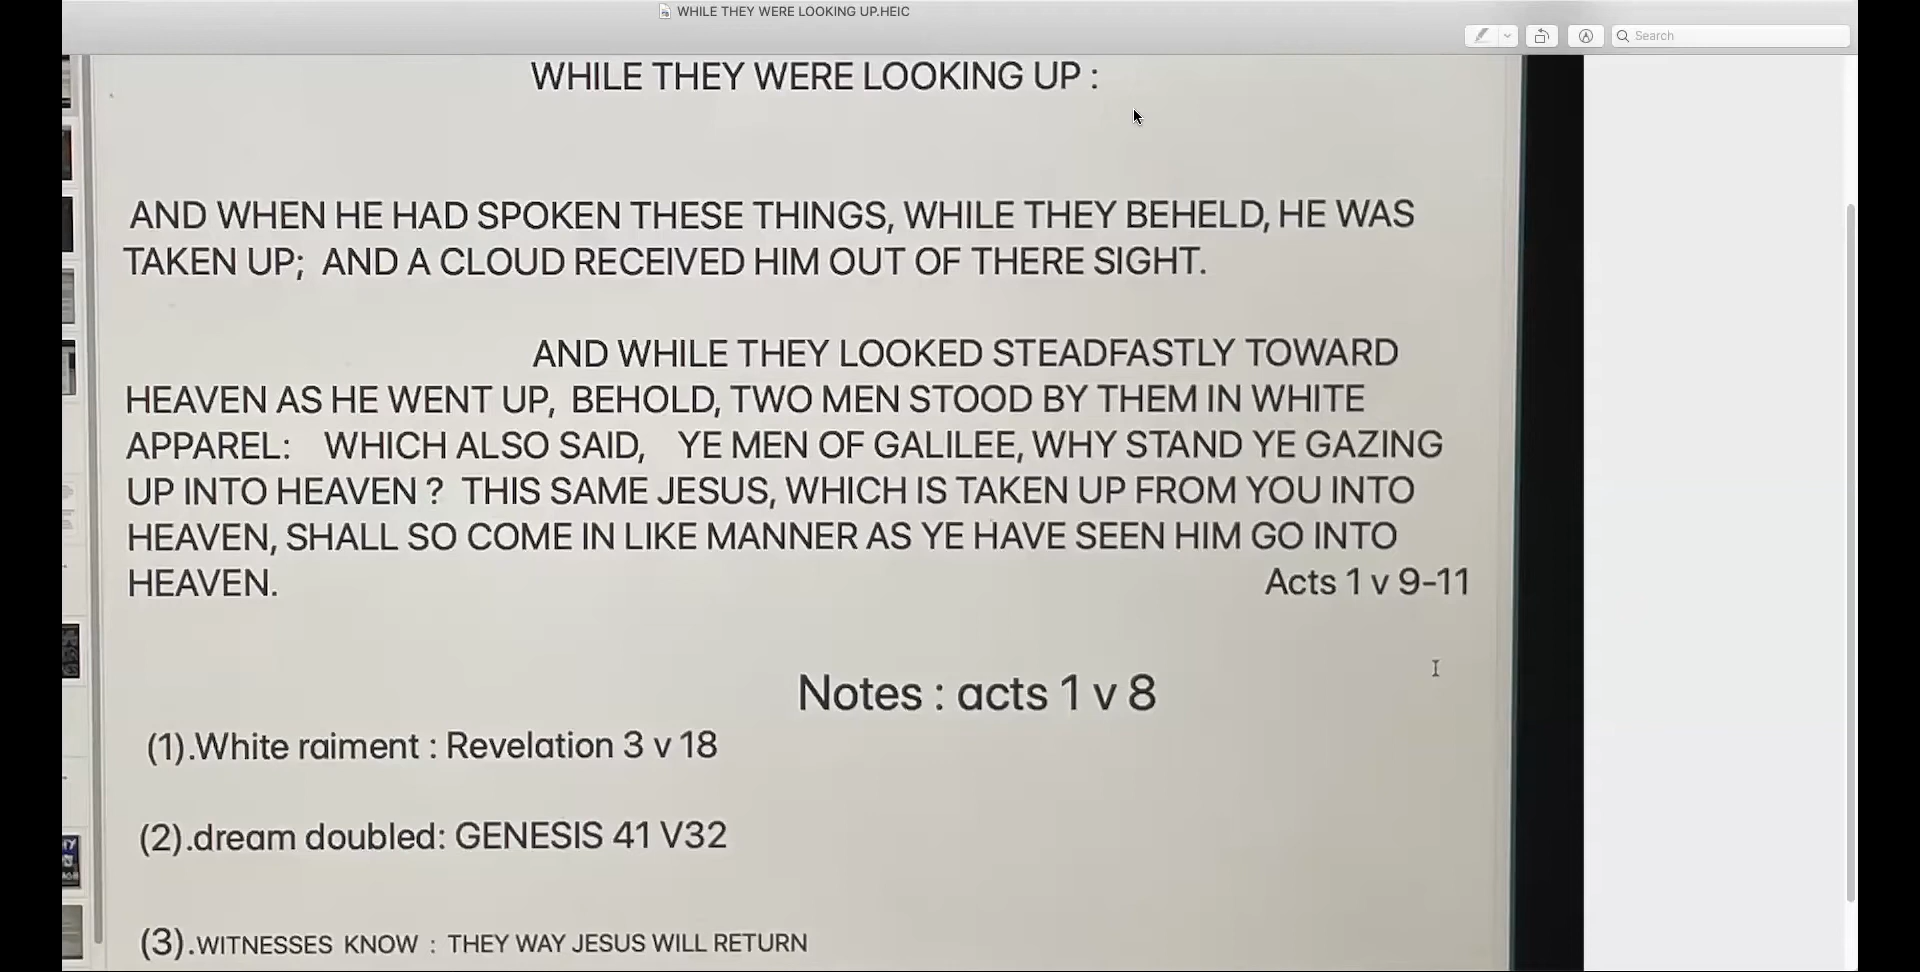 WHILE THEY WERE LOOKING UP.HEIC
Search
WHILE THEY WERE LOOKING UP :
AND WHEN HE HAD SPOKEN THESE THINGS, WHILE THEY BEHELD, HE WAS
TAKEN UP; AND A CLOUD RECEIVED HIM OUT OF THERE SIGHT.
AND WHILE THEY LOOKED STEADFASTLY TOWARD
HEAVEN AS HE WENT UP, BEHOLD, TWO MEN STOOD BY THEM IN WHITE
APPAREL: WHICH ALSO SAID, YE MEN OF GALILEE, WHY STAND YE GAZING
UP INTO HEAVEN ? THIS SAME JESUS, WHICH IS TAKEN UP FROM YOU INTO
HEAVEN, SHALL SO COME IN LIKE MANNER AS YE HAVE SEEN HIM GO INTO
HEAVEN. Acts 1 v 9-11
Notes : acts 1 v 8
(1).White raiment : Revelation 3 v 18
(2).dream doubled: GENESIS 41 V32
(3).WITNESSES KNOW : THEY WAY JESUS WILL RETURN